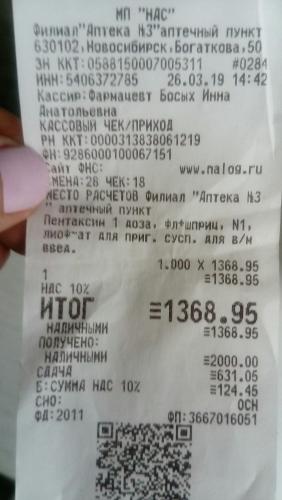 МП "НАС"
Филиал"Аптека №3"аптечный пункт
630102,Новосибирск,Богаткова,50
ЗН ККТ:0588150007005311 #0284
ИНН:5406372785 26.03.19 14:42
Кассир:Фармацевт Босых Инна
Анатольевна
КАССОВЫЙ ЧЕК/ПРИХОД
РН ККТ:0000313838061219
ФН:9286000100067151
Сайт ФНС: www.nalog.ru
СМЕНА:28 ЧЕК:18
МЕСТО РАСЧЕТОВ Филиал "Аптека №3
" аптечный пункт
Пентаксин 1 доза, фл+шприц, N1,
лиоф-ат для приг. сусп. для в/м
введ.
1.000 X 1368.95
1 ≡1368.95
НДС 10%
ИТОГ ≡1368.95
НАЛИЧНЫМИ ≡1368.95
ПОЛУЧЕНО:
НАЛИЧНЫМИ ≡2000.00
СДАЧА ≡631.05
Б:СУММА НДС 10% ≡124.45
СНО: ОСН
ФД:2011 ФП:3667016051